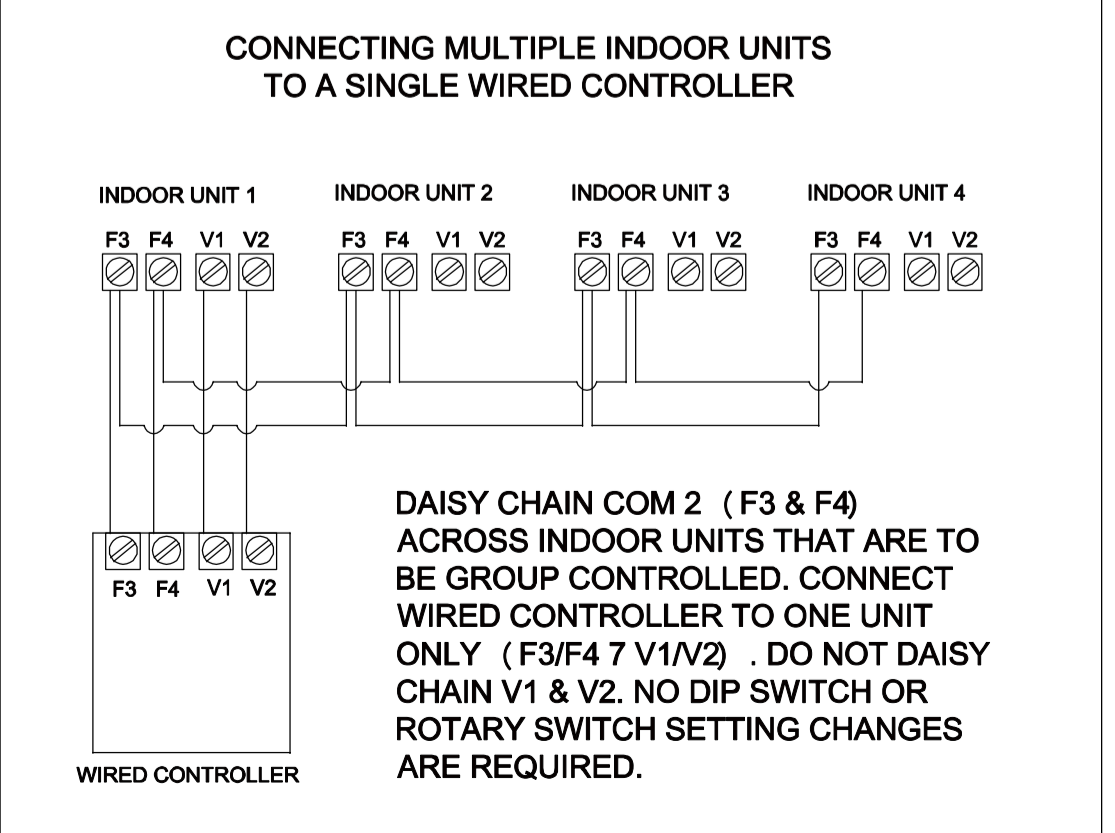 CONNECTING MULTIPLE INDOOR UNITS
TO A SINGLE WIRED CONTROLLER
INDOOR UNIT 1
INDOOR UNIT 2
INDOOR UNIT 3
INDOOR UNIT 4
F3 F4 V1 V2
F3 F4 V1 V2
F3 F4 V1 V2
F3 F4 V1 V2
F3 F4 V1 V2
WIRED CONTROLLER
DAISY CHAIN COM 2 (F3 & F4)
ACROSS INDOOR UNITS THAT ARE TO
BE GROUP CONTROLLED. CONNECT
WIRED CONTROLLER TO ONE UNIT
ONLY (F3/F4 7 V1/V2) . DO NOT DAISY
CHAIN V1 & V2. NO DIP SWITCH OR
ROTARY SWITCH SETTING CHANGES
ARE REQUIRED.